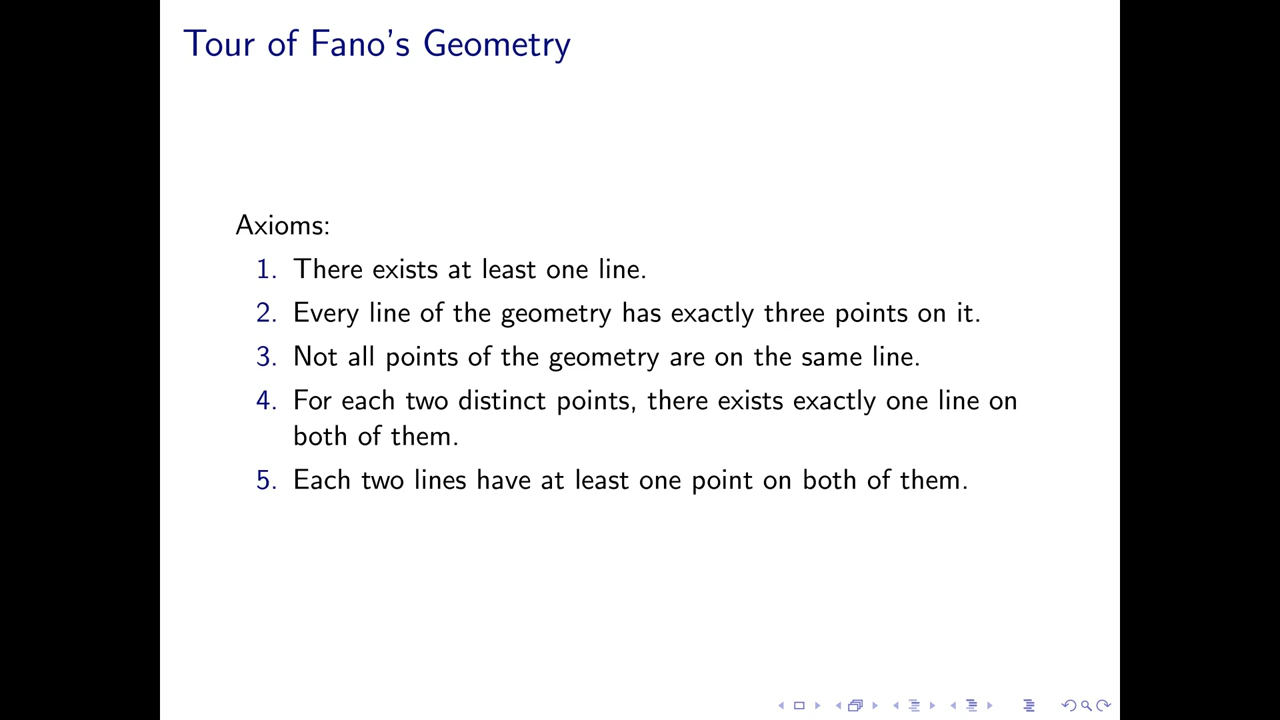 Tour of Fano's Geometry
Axioms:
1. There exists at least one line.
2. Every line of the geometry has exactly three points on it.
3. Not all points of the geometry are on the same line.
4. For each two distinct points, there exists exactly one line on
both of them.
5. Each two lines have at least one point on both of them.